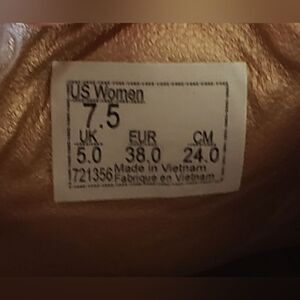 US Women
7.5
UK EUR CM
5.0 38.0 24.0
721356 Made in Vietnam
Fabrique en Vietnam